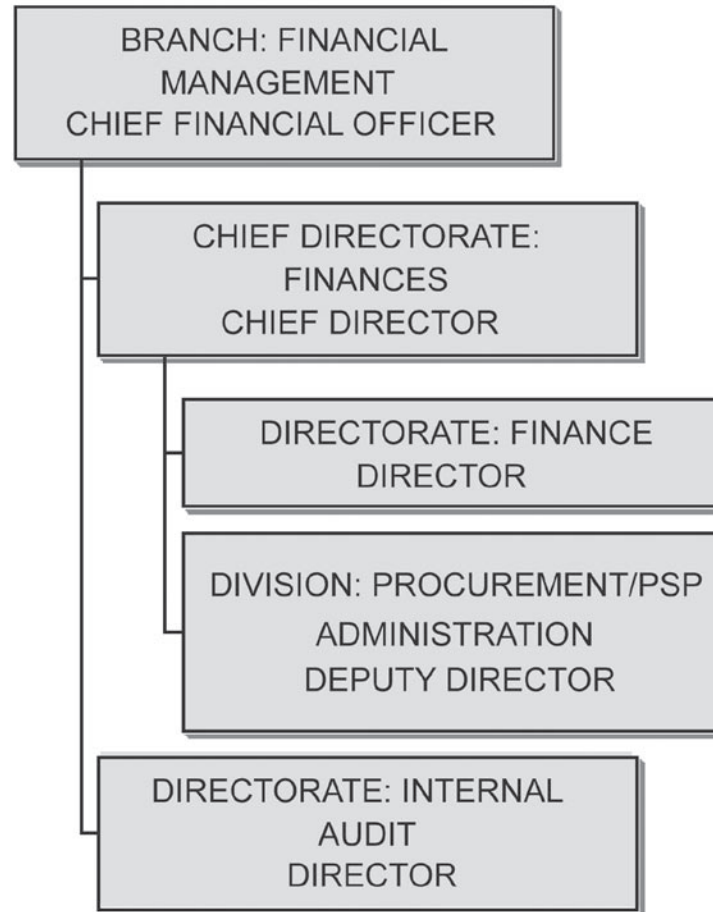 BRANCH: FINANCIAL
MANAGEMENT
CHIEF FINANCIAL OFFICER
CHIEF DIRECTORATE:
FINANCES
CHIEF DIRECTOR
DIRECTORATE: FINANCE
DIRECTOR
DIVISION: PROCUREMENT/PSP
ADMINISTRATION
DEPUTY DIRECTOR
DIRECTORATE: INTERNAL
AUDIT
DIRECTOR